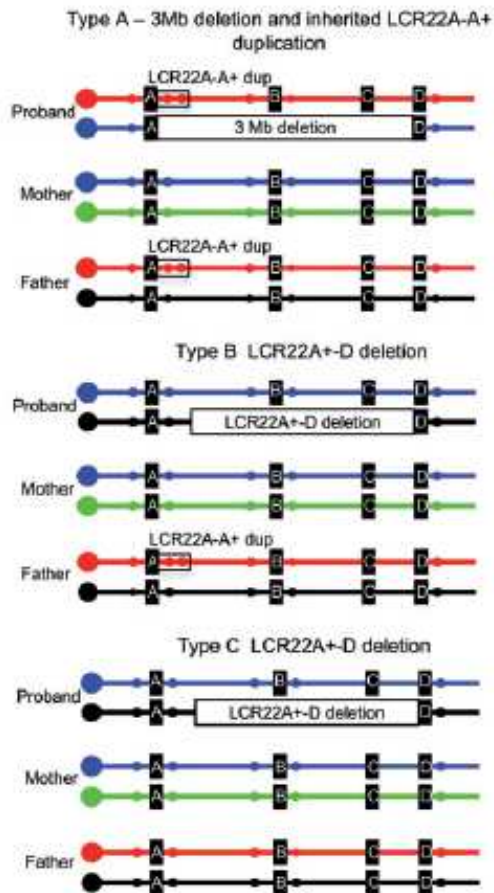 Type A – 3Mb deletion and inherited LCR22A-A+
duplication
LCR22A-A+ dup
Proband
A B C D
A 3 Mb deletion D
Mother
A B C D
A B C D
LCR22A-A+ dup
Father
A B C D
A B C D
Type B LCR22A+-D deletion
Proband
A B C D
A LCR22A+-D deletion D
Mother
A B C D
A B C D
LCR22A-A+ dup
Father
A B C D
A B C D
Type C LCR22A+-D deletion
Proband
A B C D
A LCR22A+-D deletion D
Mother
A B C D
A B C D
Father
A B C D
A B C D